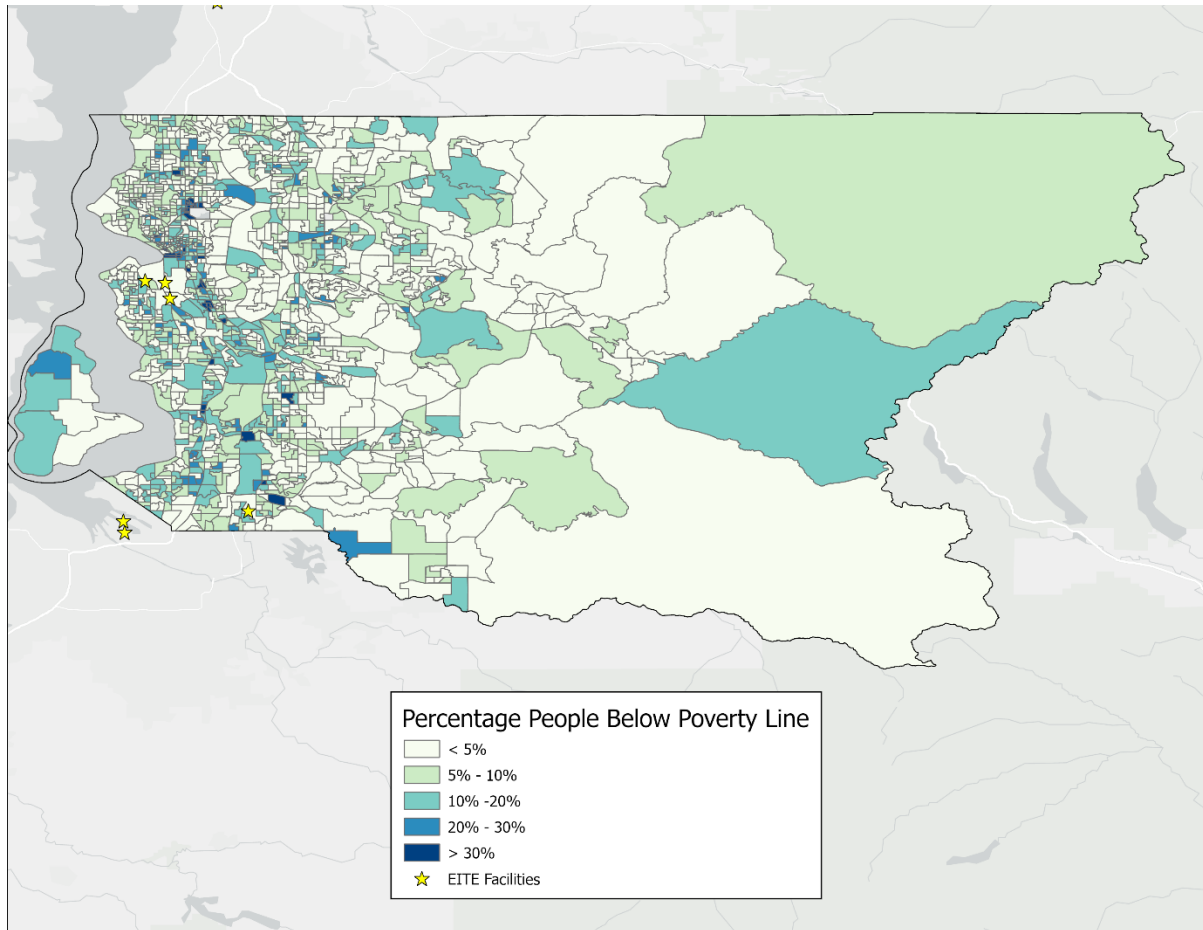 Percentage People Below Poverty Line
< 5%
5% - 10%
10% -20%
20% - 30%
> 30%
EITE Facilities